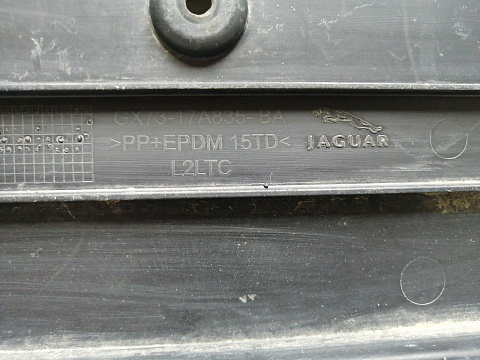 GX73-17A835-BA
>PP+EPDM 15TD<
L2LTC
JAGUAR